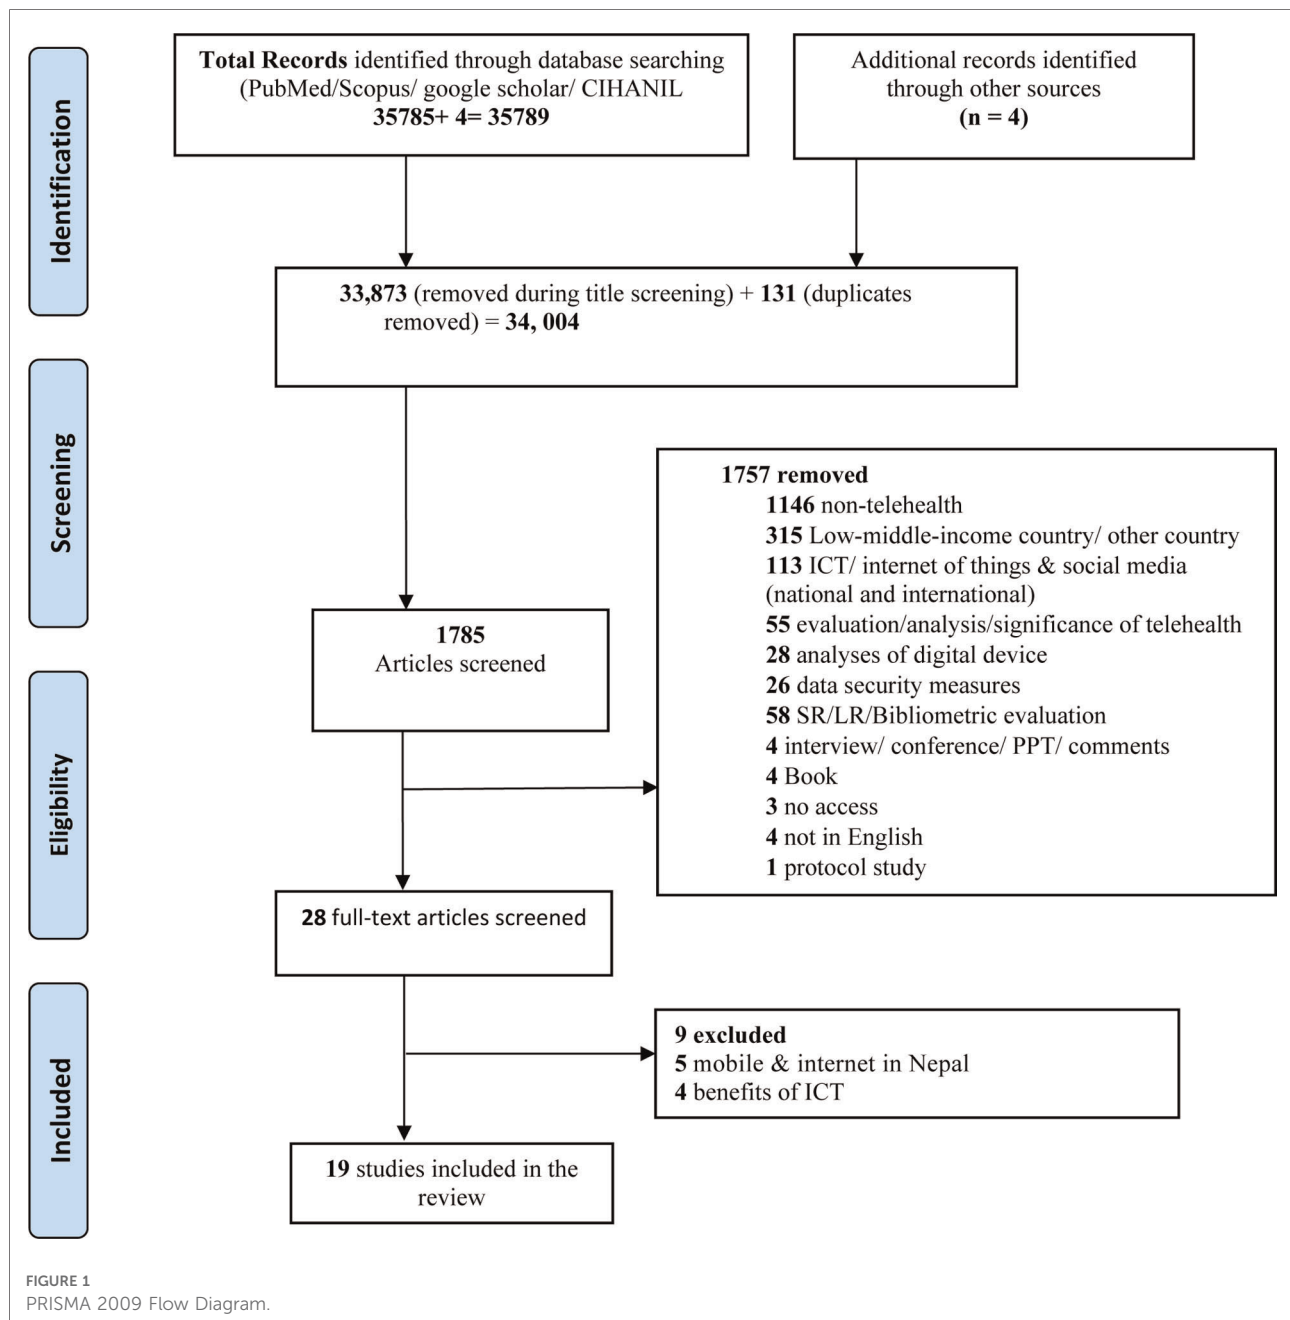 Identification
Total Records identified through database searching
(PubMed/Scopus/ google scholar/ CIHANIL
35785+ 4= 35789
Additional records identified
through other sources
(n = 4)
33,873 (removed during title screening) + 131 (duplicates
removed) = 34, 004
Screening
1757 removed
1146 non-telehealth
315 Low-middle-income country/ other country
113 ICT/ internet of things & social media
(national and international)
55 evaluation/analysis/significance of telehealth
28 analyses of digital device
26 data security measures
58 SR/LR/Bibliometric evaluation
4 interview/ conference/ PPT/ comments
4 Book
3 no access
4 not in English
1 protocol study
1785
Articles screened
Eligibility
28 full-text articles screened
Included
9 excluded
5 mobile & internet in Nepal
4 benefits of ICT
19 studies included in the
review
FIGURE 1
PRISMA 2009 Flow Diagram.